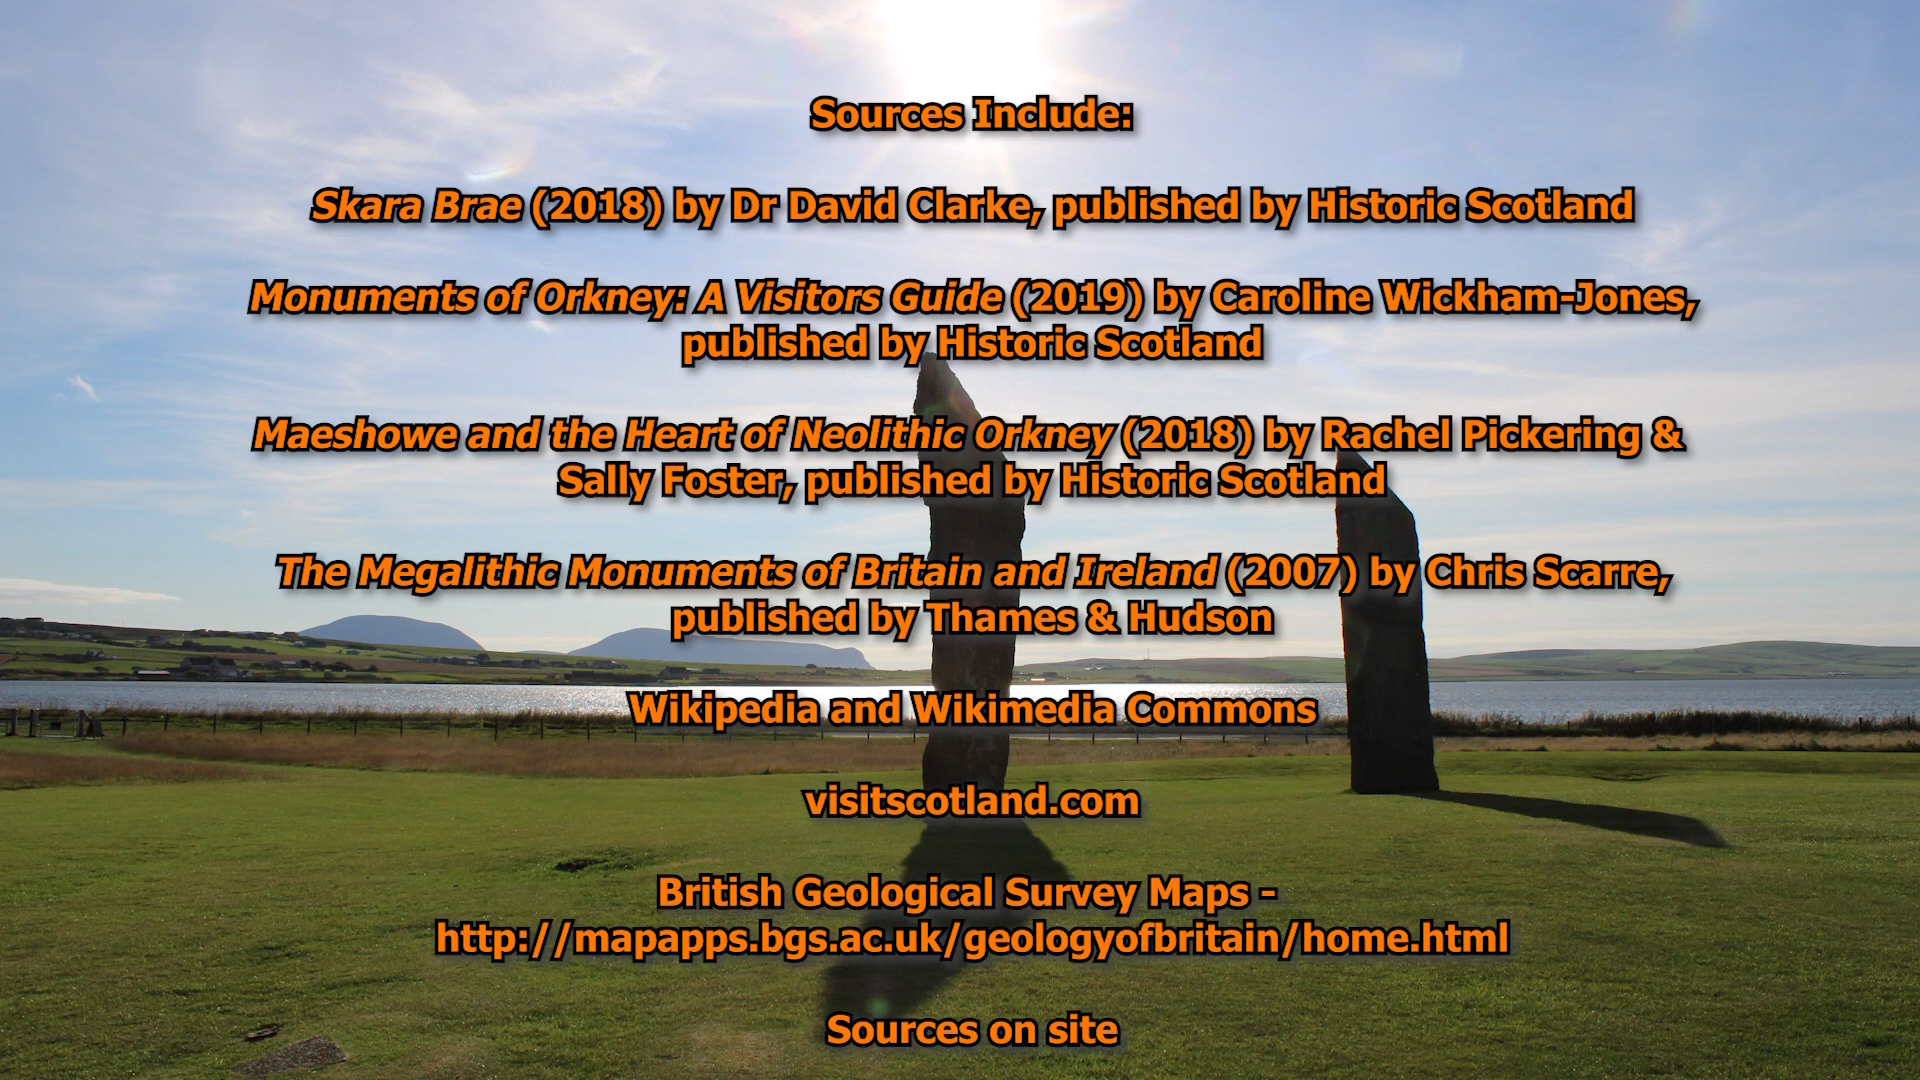 Sources Include:
Skara Brae (2018) by Dr David Clarke, published by Historic Scotland
Monuments of Orkney: A Visitors Guide (2019) by Caroline Wickham-Jones,
published by Historic Scotland
Maeshowe and the Heart of Neolithic Orkney (2018) by Rachel Pickering &
Sally Foster, published by Historic Scotland
The Megalithic Monuments of Britain and Ireland (2007) by Chris Scarre,
published by Thames & Hudson
Wikipedia and Wikimedia Commons
visitscotland.com
British Geological Survey Maps -
http://mapapps.bgs.ac.uk/geologyofbritain/home.html
Sources on site